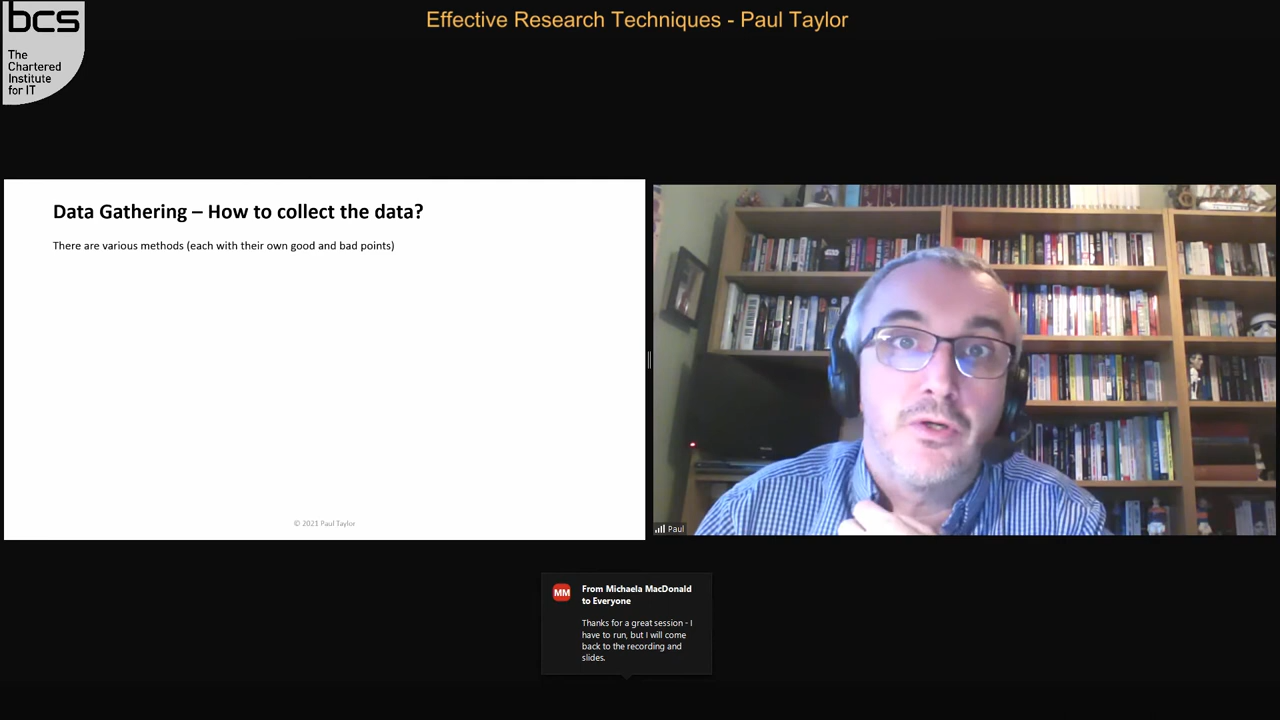 bcs
The
Chartered
Institute
for IT
Effective Research Techniques - Paul Taylor
Data Gathering – How to collect the data?
There are various methods (each with their own good and bad points)
© 2021 Paul Taylor
Paul
MM
From Michaela MacDonald
to Everyone
Thanks for a great session - I
have to run, but I will come
back to the recording and
slides.